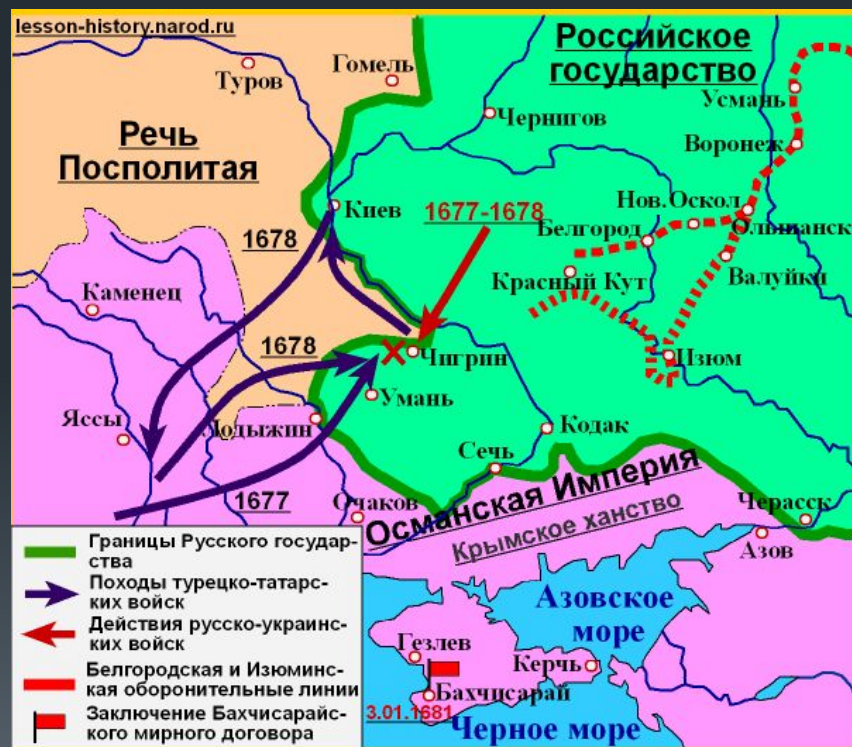 lesson-history.narod.ru
Российское
государство
Гомель
Туров
Усмань
Чернигов
Речь
Посполитая
Воронеж
Нов.Оскол
Киев
1677-1678
Белгород
Ольшанск
1678
Валуйки
Красный Кут
Каменец
1678
Чигрин
Изюм
Умань
Яссы
Лодыжин
Кодак
Сечь
1677
Очаков
Османская Империя
Крымское ханство
Черасск
Азов
Границы Русского государ-
ства
Походы турецко-татар-
ских войск
Действия русско-украинс-
ких войск
Белгородская и Изюминс-
кая оборонительные линии
Заключение Бахчисарайс-
кого мирного договора
Азовское
море
Гезлев
Керчь
Бахчисарай
3.01.1681
Черное море